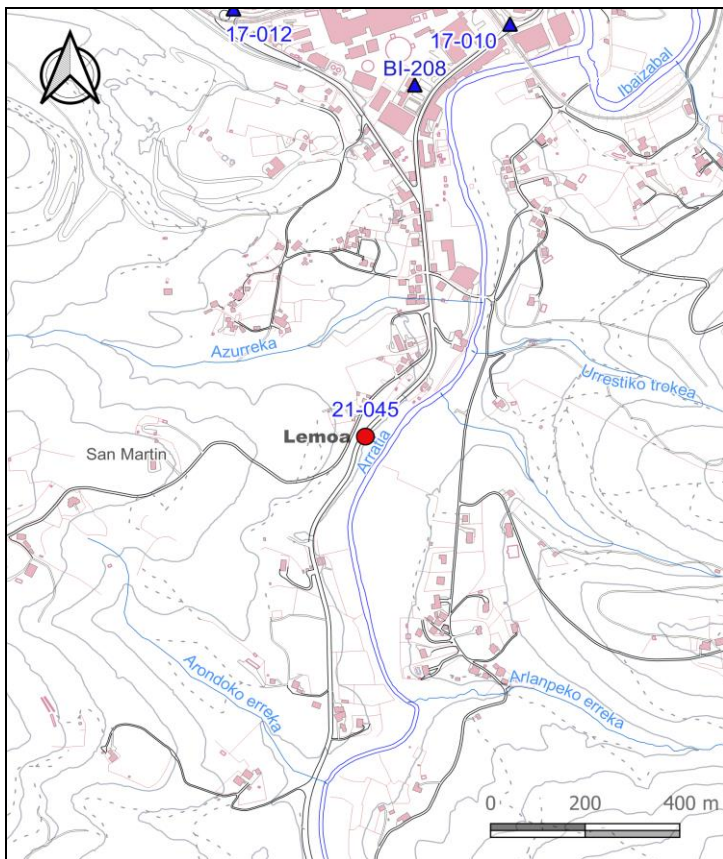 17-012
17-010
BI-208
Ibaizabal
Azurreka
Urrestiko trokea
21-045
Lemoa
Arratia
San Martin
Arondoko erreka
Arlanpeko erreka
0 200 400 m